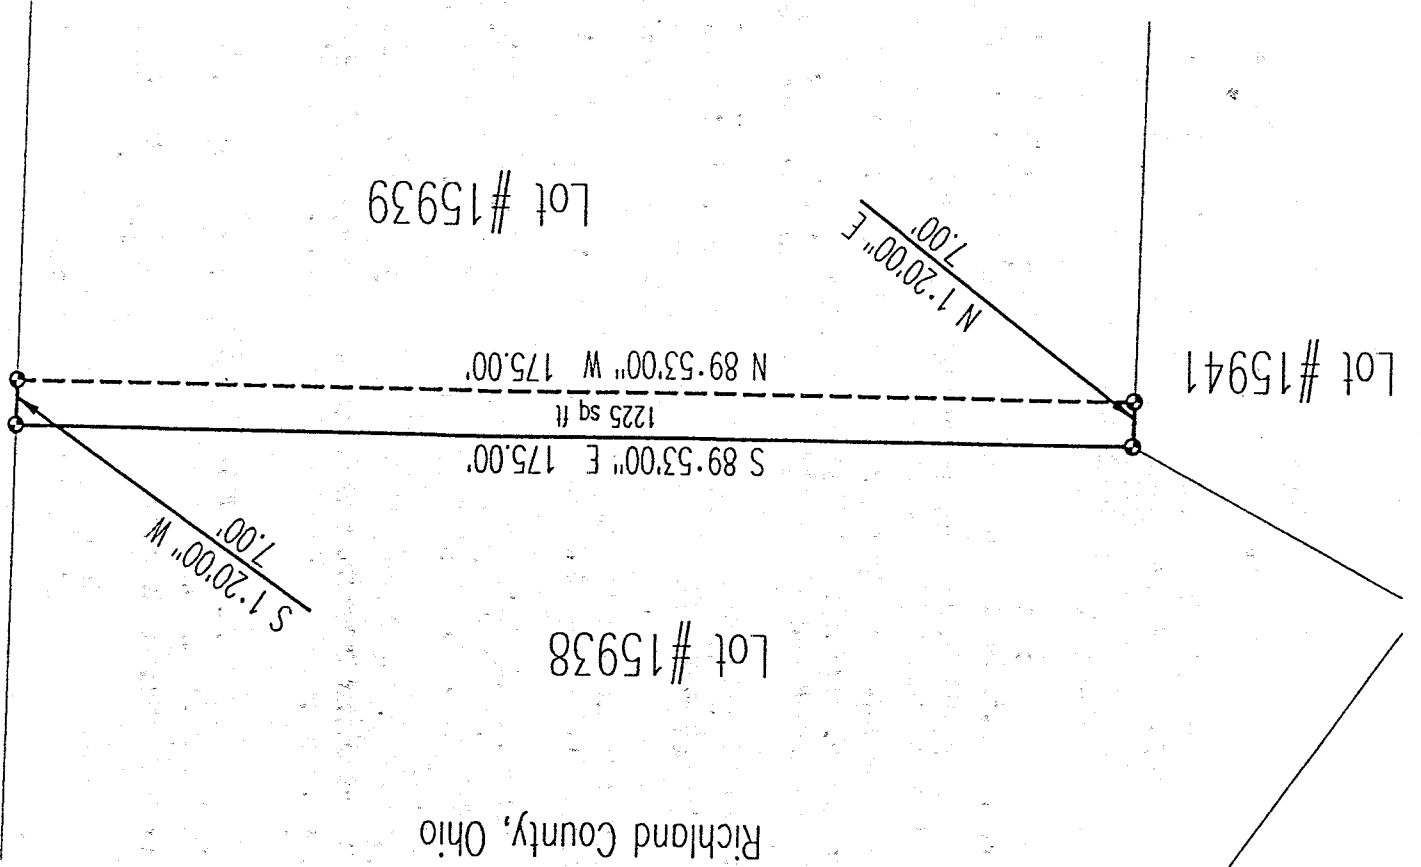 Richland County, Ohio
Lot #15938
S 1•20'00" W
7.00'
S 89•53'00" E 175.00'
1225 sq ft
N 89•53'00" W 175.00'
Lot #15941
N 1•20'00" E
7.00'
Lot #15939